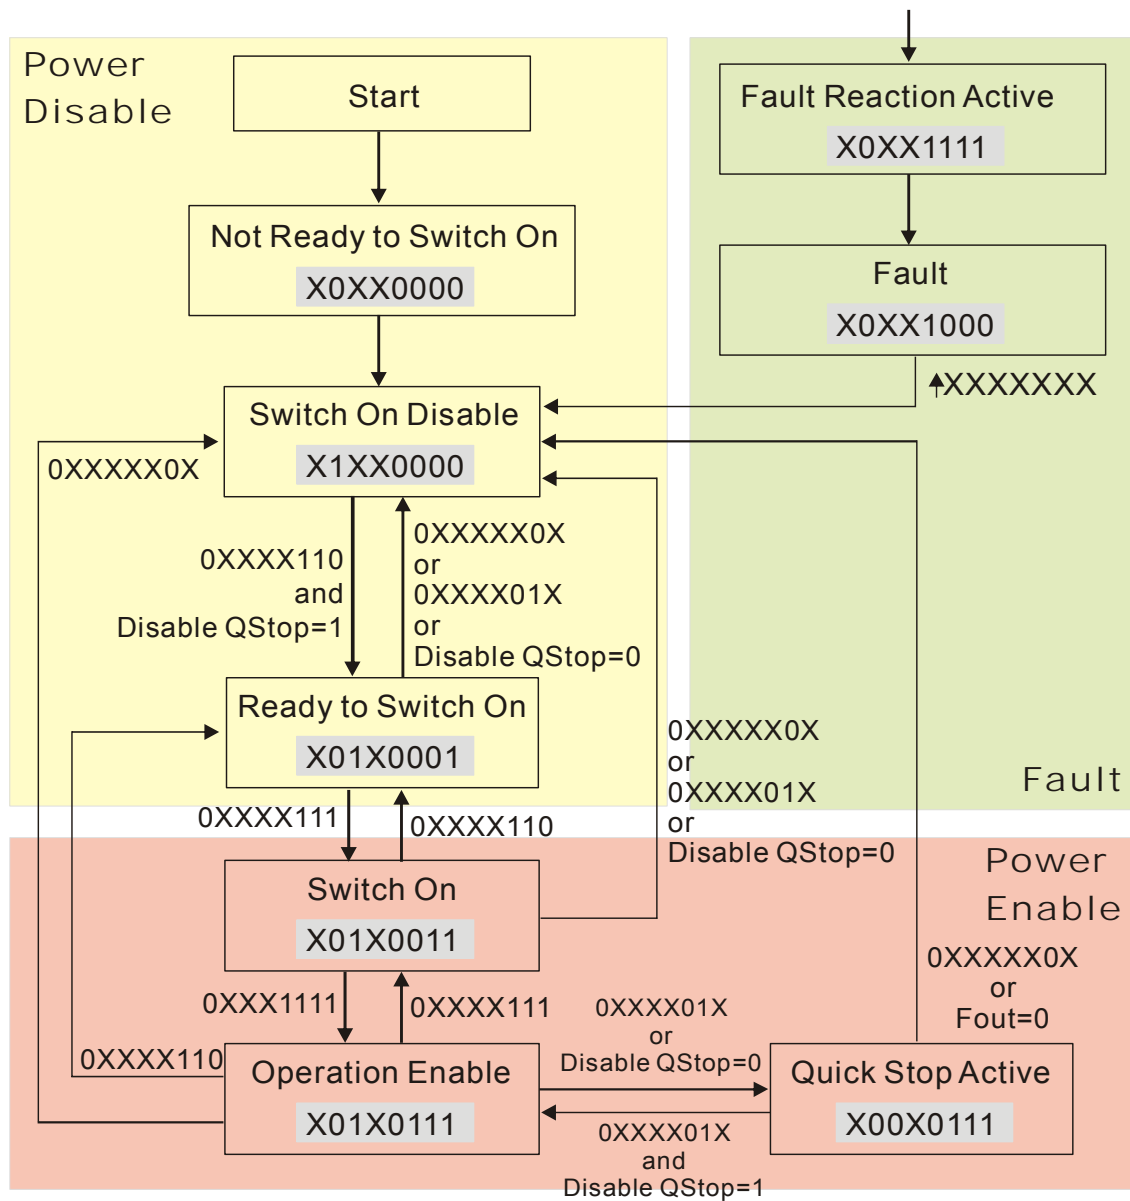 Power
Disable
Start
Not Ready to Switch On
X0XX0000
Switch On Disable
X1XX0000
0XXXXX0X
0XXXX110
and
Disable QStop=1
0XXXXX0X
or
0XXXX01X
or
Disable QStop=0
Ready to Switch On
X01X0001
0XXXX111
0XXXX110
Fault Reaction Active
X0XX1111
Fault
X0XX1000
XXXXXXX
Fault
0XXXXX0X
or
0XXXX01X
or
Disable QStop=0
Power
Enable
Switch On
X01X0011
0XXX1111
0XXXX111
0XXXX110
Operation Enable
X01X0111
0XXXX01X
or
Disable QStop=0
0XXXX01X
and
Disable QStop=1
0XXXXX0X
or
Fout=0
Quick Stop Active
X00X0111